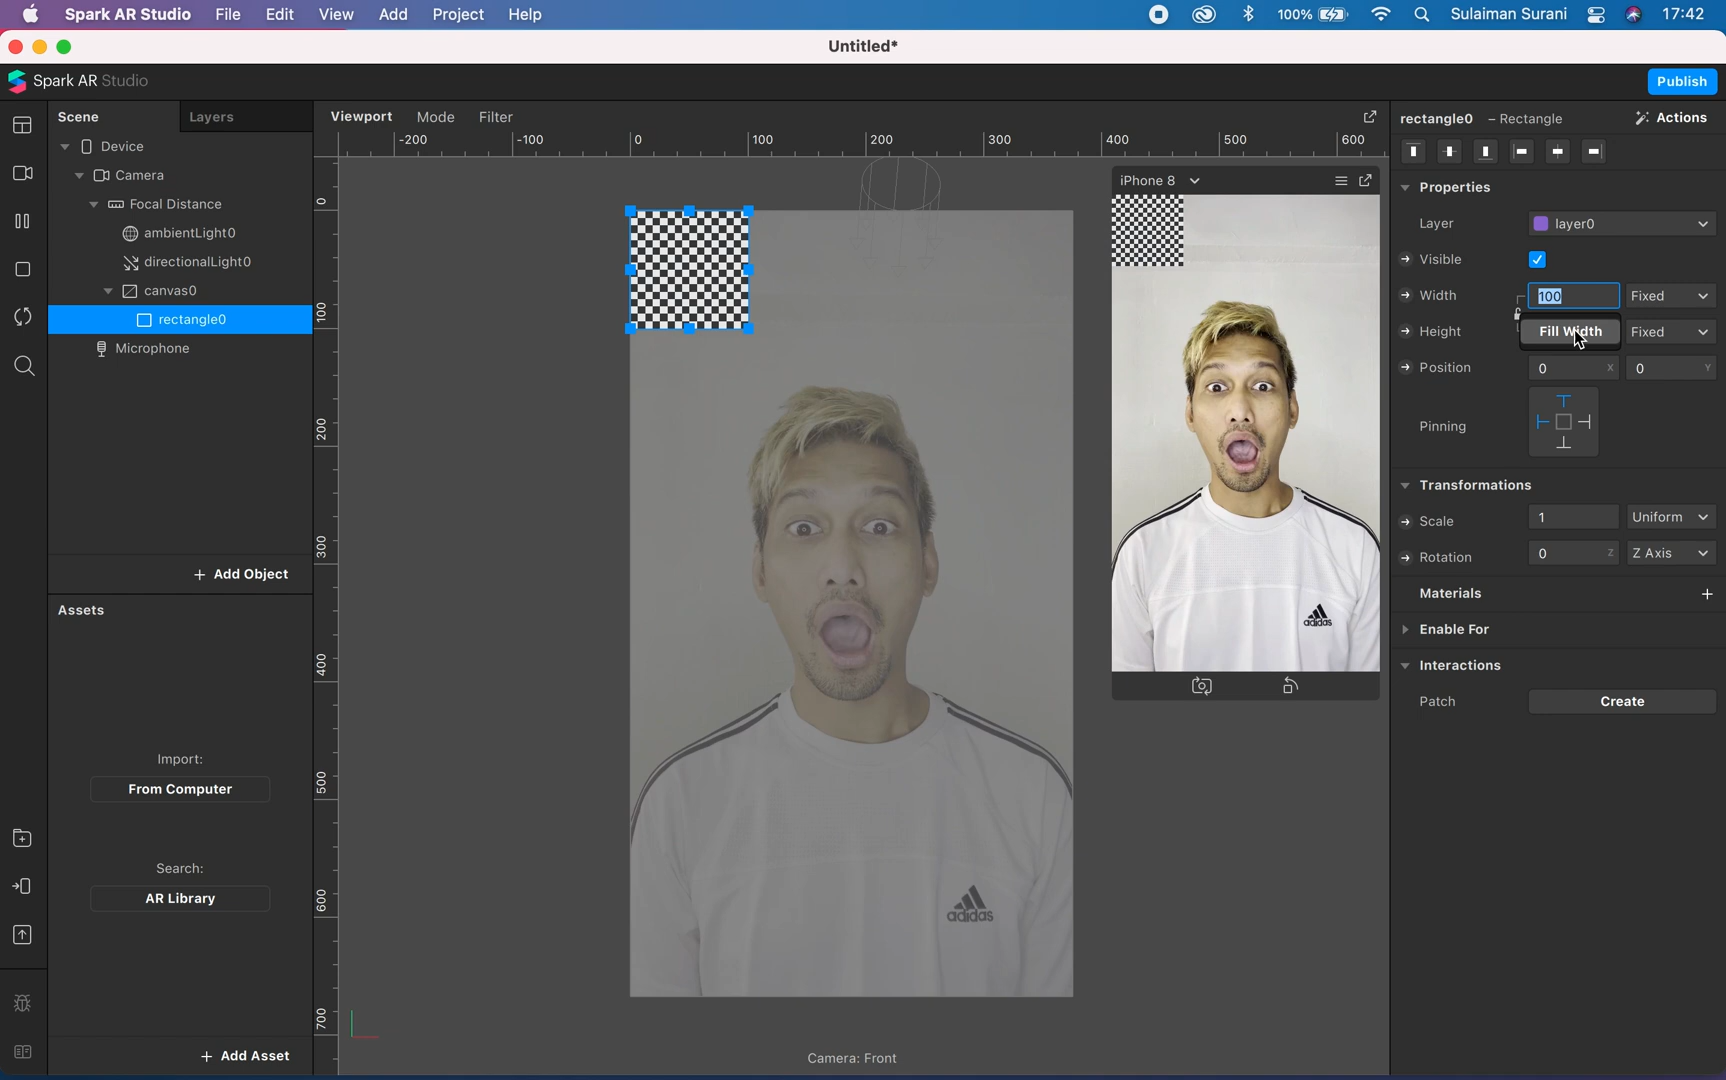 Spark AR Studio File Edit View Add Project Help 100% Sulaiman Surani 17:42
Untitled*
Spark AR Studio Publish
Scene Layers Viewport Mode Filter rectangle0 – Rectangle Actions
-200 -100 0 100 200 300 400 500 600
Device
Camera
Focal Distance
ambientLight0
directionalLight0
canvas0
rectangle0
Microphone
+ Add Object
Assets
Import:
From Computer
Search:
AR Library
+ Add Asset
0
100
200
300
400
500
600
700
adidas
Camera: Front
iPhone 8
adidas
Properties
Layer layer0
Visible
Width 100 Fixed
Height Fill Width Fixed
Position 0 X 0 Y
Pinning
Transformations
Scale 1 Uniform
Rotation 0 Z Z Axis
Materials +
Enable For
Interactions
Patch Create